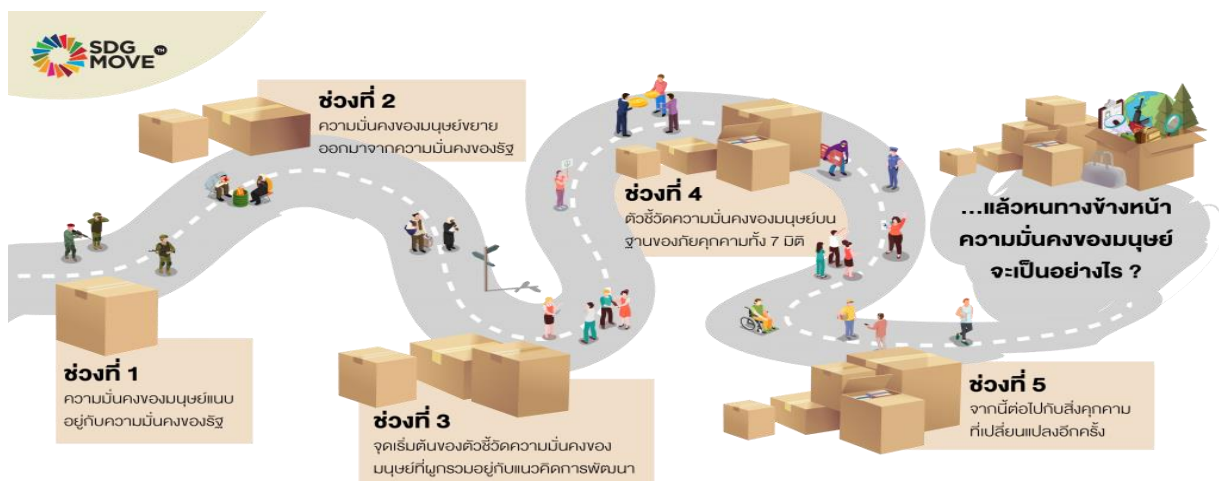 SDG
MOVE TH
ช่วงที่ 1
ความมั่นคงของมนุษย์แนบ
อยู่กับความมั่นคงของรัฐ
ช่วงที่ 2
ความมั่นคงของมนุษย์ขยาย
ออกมาจากความมั่นคงของรัฐ
ช่วงที่ 3
จุดเริ่มต้นของตัวชี้วัดความมั่นคงของ
มนุษย์ที่ผูกรวมอยู่กับแนวคิดการพัฒนา
ช่วงที่ 4
ตัวชี้วัดความมั่นคงของมนุษย์บน
ฐานของภัยคุกคามทั้ง 7 มิติ
ช่วงที่ 5
จากนี้ต่อไปกับสิ่งคุกคาม
ที่เปลี่ยนแปลงอีกครั้ง
...แล้วหนทางข้างหน้า
ความมั่นคงของมนุษย์
จะเป็นอย่างไร ?